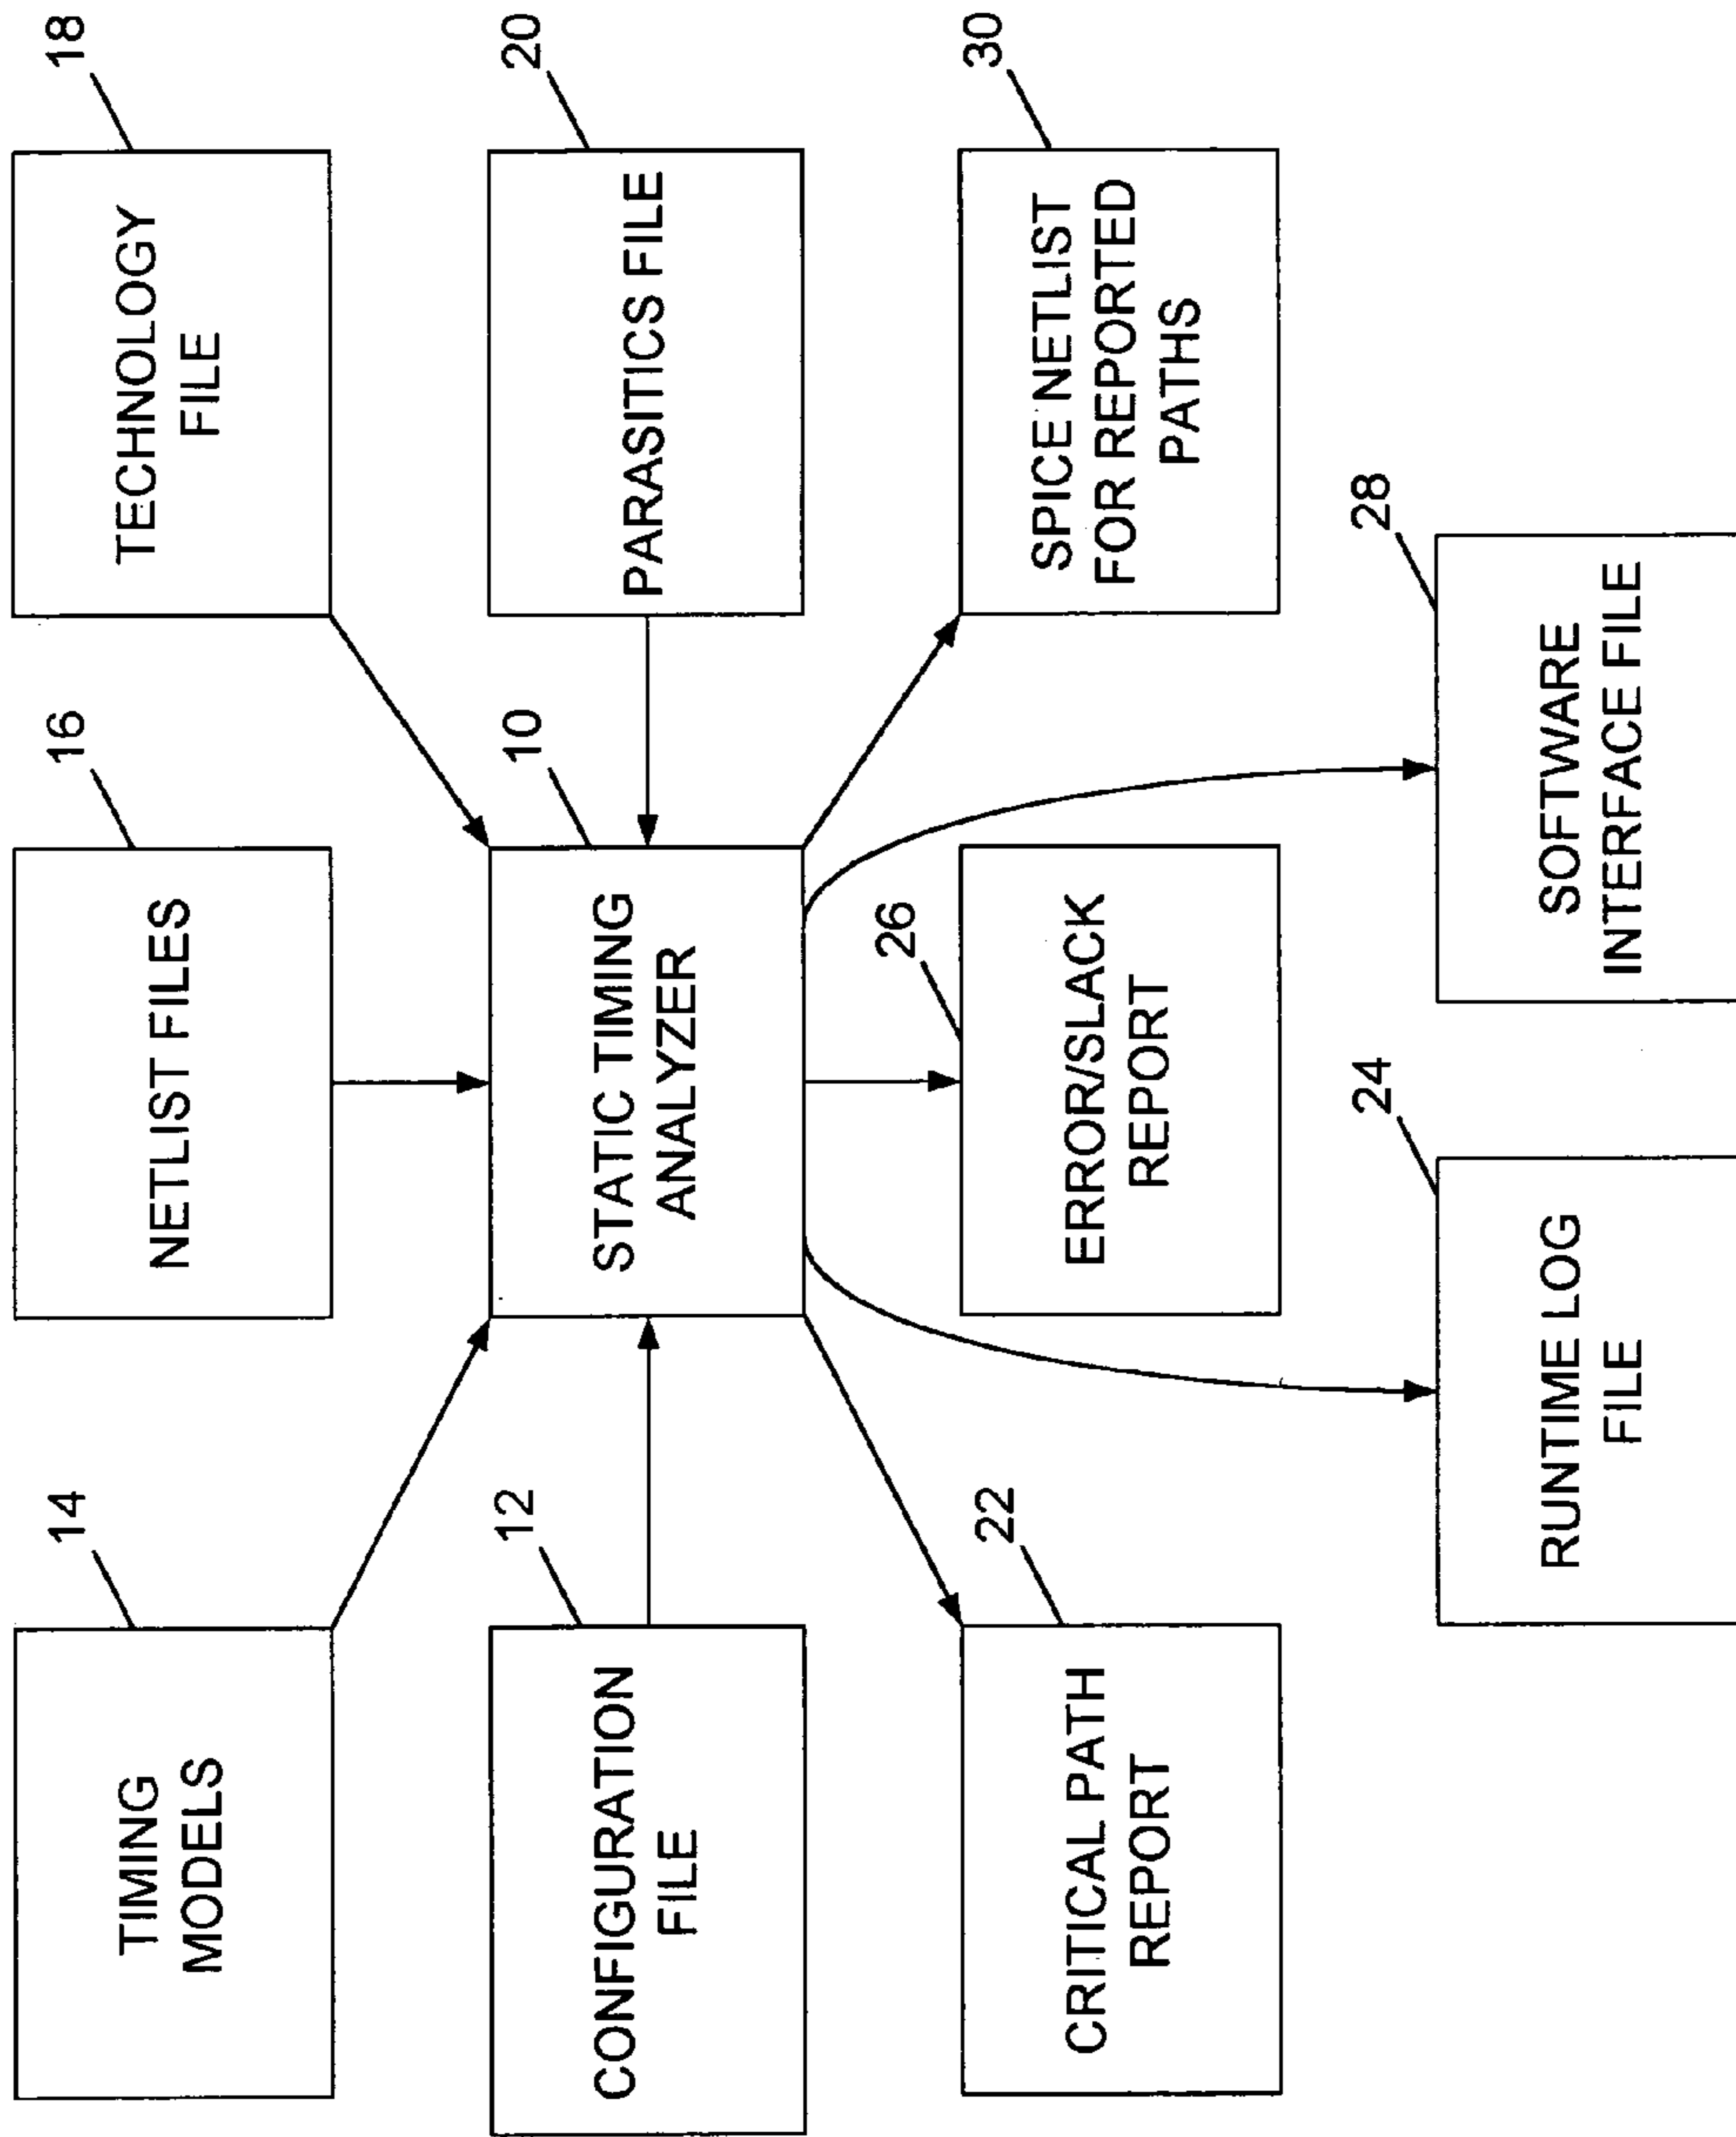 14
TIMING
MODELS
16
NETLIST FILES
18
TECHNOLOGY
FILE
12
CONFIGURATION
FILE
10
STATIC TIMING
ANALYZER
20
PARASITICS FILE
22
CRITICAL PATH
REPORT
26
ERROR/SLACK
REPORT
30
SPICE NETLIST
FOR REPORTED
PATHS
24
RUNTIME LOG
FILE
28
SOFTWARE
INTERFACE FILE